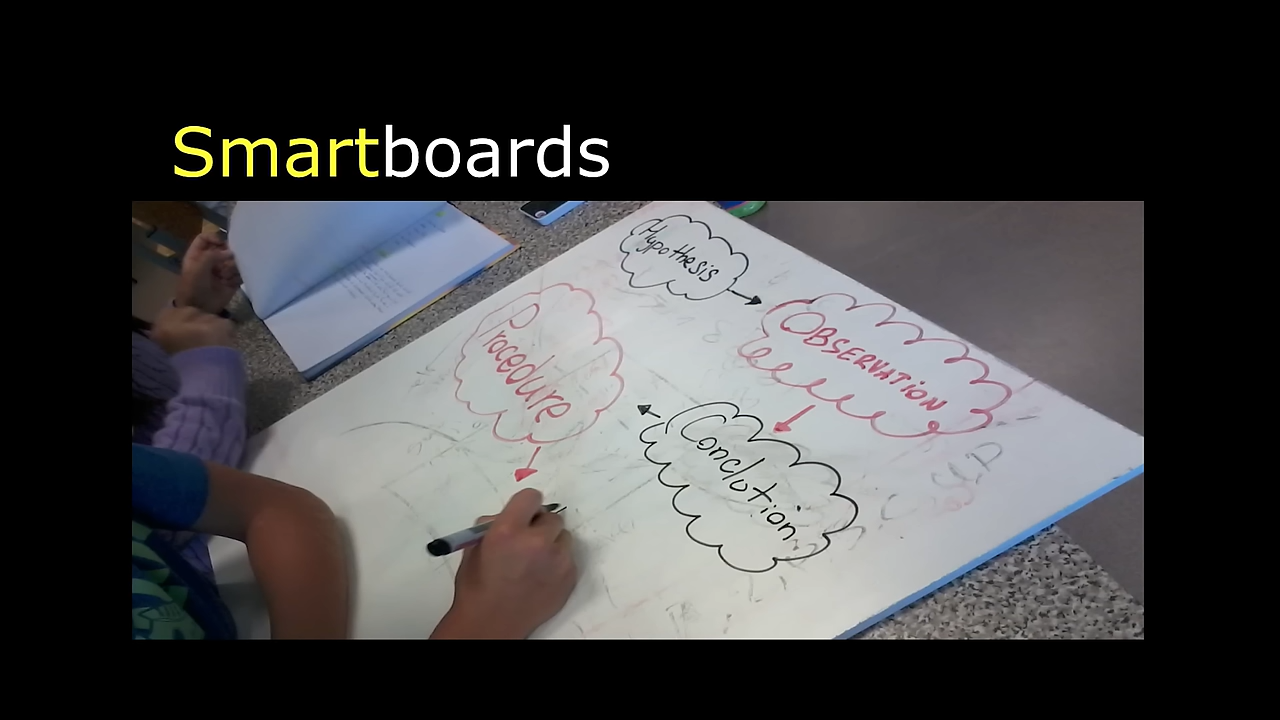 Smartboards
Hypothesis
OBSERVATION
Conclution
Procedure